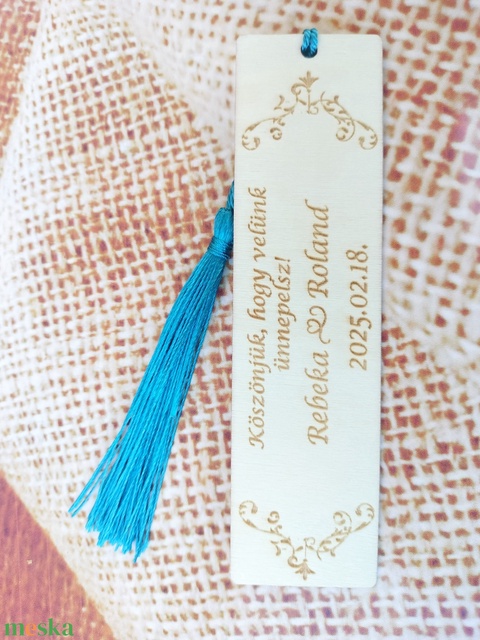 Köszönjük, hogy velünk
ünnepelsz!
Rebeka & Roland
2025.02.18.
meska